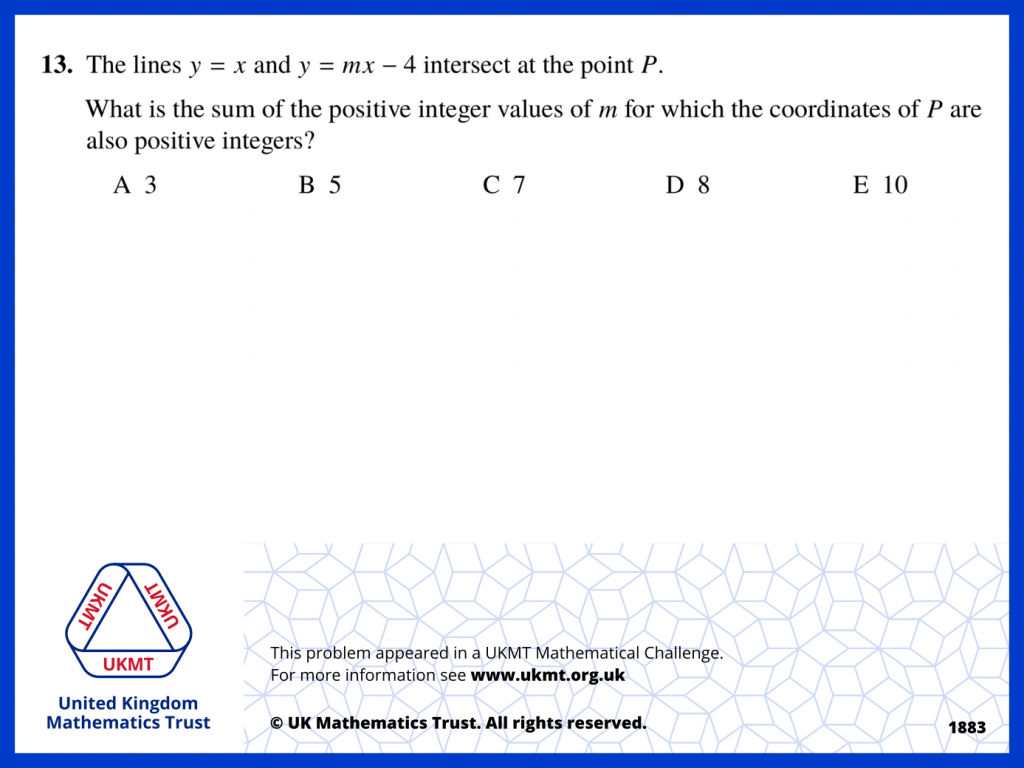 13. The lines y = x and y = mx − 4 intersect at the point P.
What is the sum of the positive integer values of m for which the coordinates of P are
also positive integers?
A 3 B 5 C 7 D 8 E 10
UKMT UKMT
UKMT
United Kingdom
Mathematics Trust
This problem appeared in a UKMT Mathematical Challenge.
For more information see www.ukmt.org.uk
© UK Mathematics Trust. All rights reserved.
1883